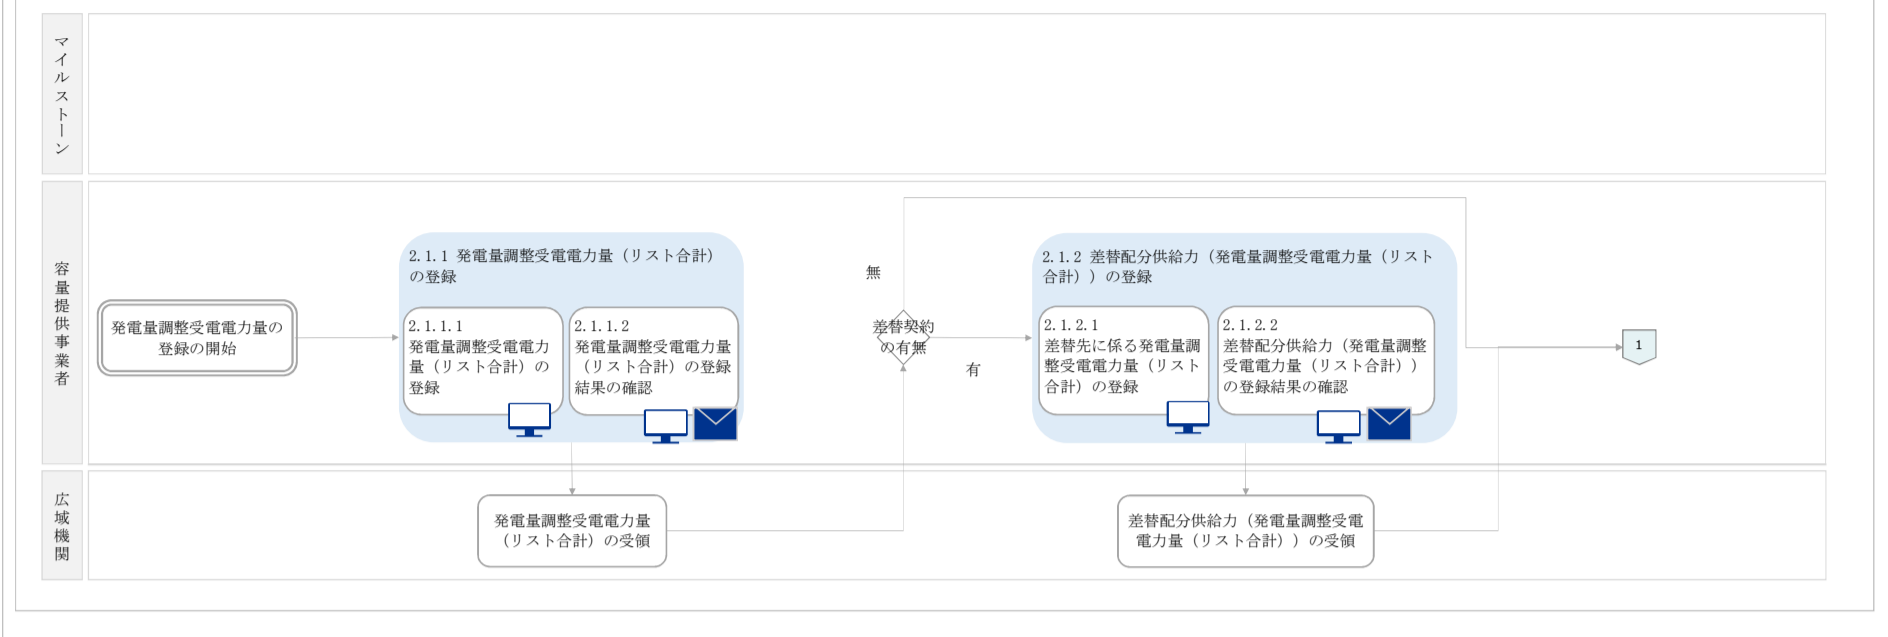 マイルストーン
容量提供事業者
発電量調整受電電力量の
登録の開始
2.1.1 発電量調整受電電力量（リスト合計）
の登録
2.1.1.1
発電量調整受電電力
量（リスト合計）の
登録
2.1.1.2
発電量調整受電電力量
（リスト合計）の登録
結果の確認
無
差替契約
の有無
有
2.1.2 差替配分供給力（発電量調整受電電力量（リスト
合計））の登録
2.1.2.1
差替先に係る発電量調
整受電電力量（リスト
合計）の登録
2.1.2.2
差替配分供給力（発電量調整
受電電力量（リスト合計））
の登録結果の確認
1
広域機関
発電量調整受電電力量
（リスト合計）の受領
差替配分供給力（発電量調整受電
電力量（リスト合計））の受領